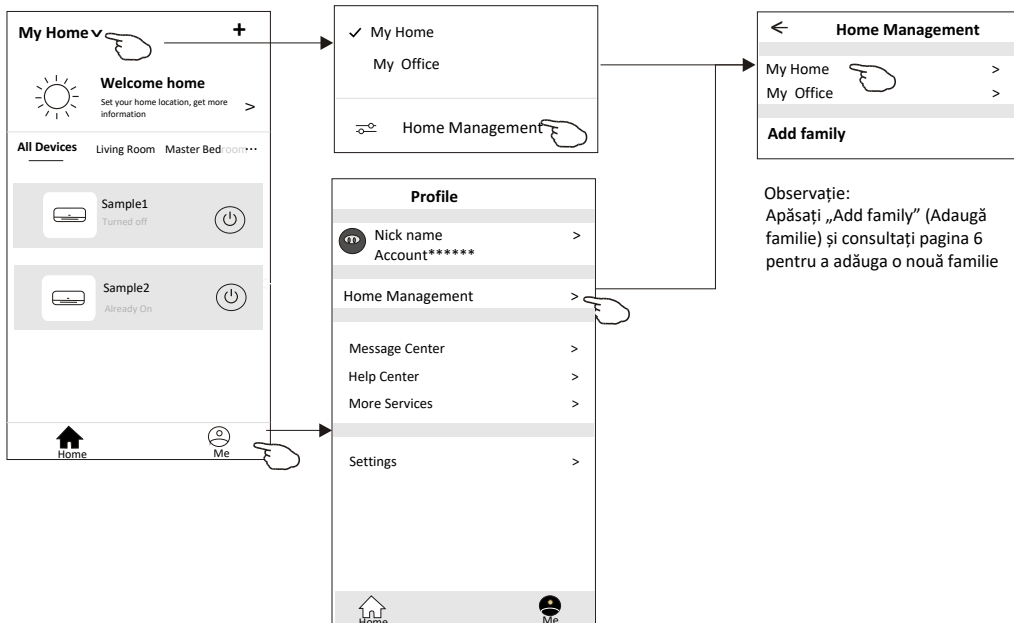 My Home +
Welcome home
Set your home location, get more
information
>
All Devices Living Room Master Bedroom...
Sample1
Turned off
Sample2
Already On
Home Me
✓ My Home
My Office
Home Management
Profile
Nick name >
Account******
Home Management >
Message Center >
Help Center >
More Services >
Settings >
Home Me
Home Management
My Home >
My Office >
Add family
Observație:
Apăsați „Add family” (Adaugă
familie) și consultați pagina 6
pentru a adăuga o nouă familie